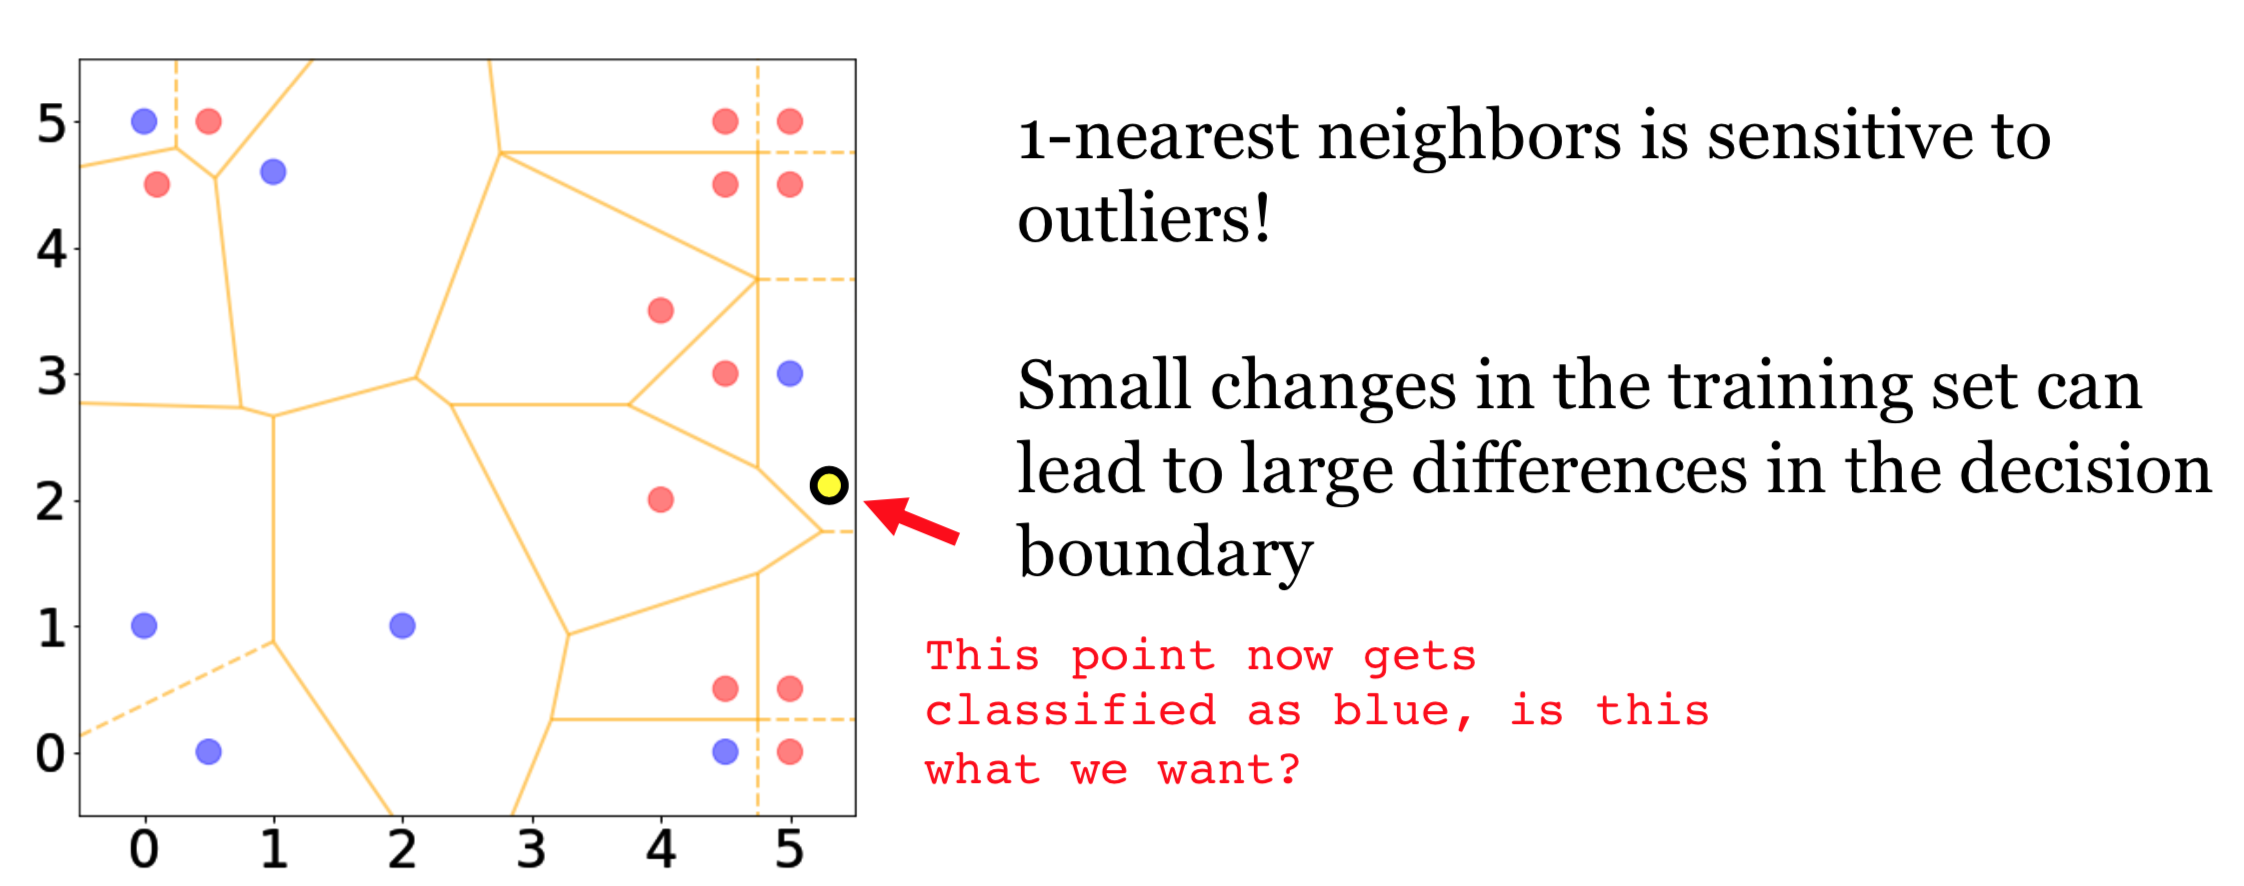 1-nearest neighbors is sensitive to
outliers!
Small changes in the training set can
lead to large differences in the decision
boundary
This point now gets
classified as blue, is this
what we want?
5
4
3
2
1
0
0 1 2 3 4 5